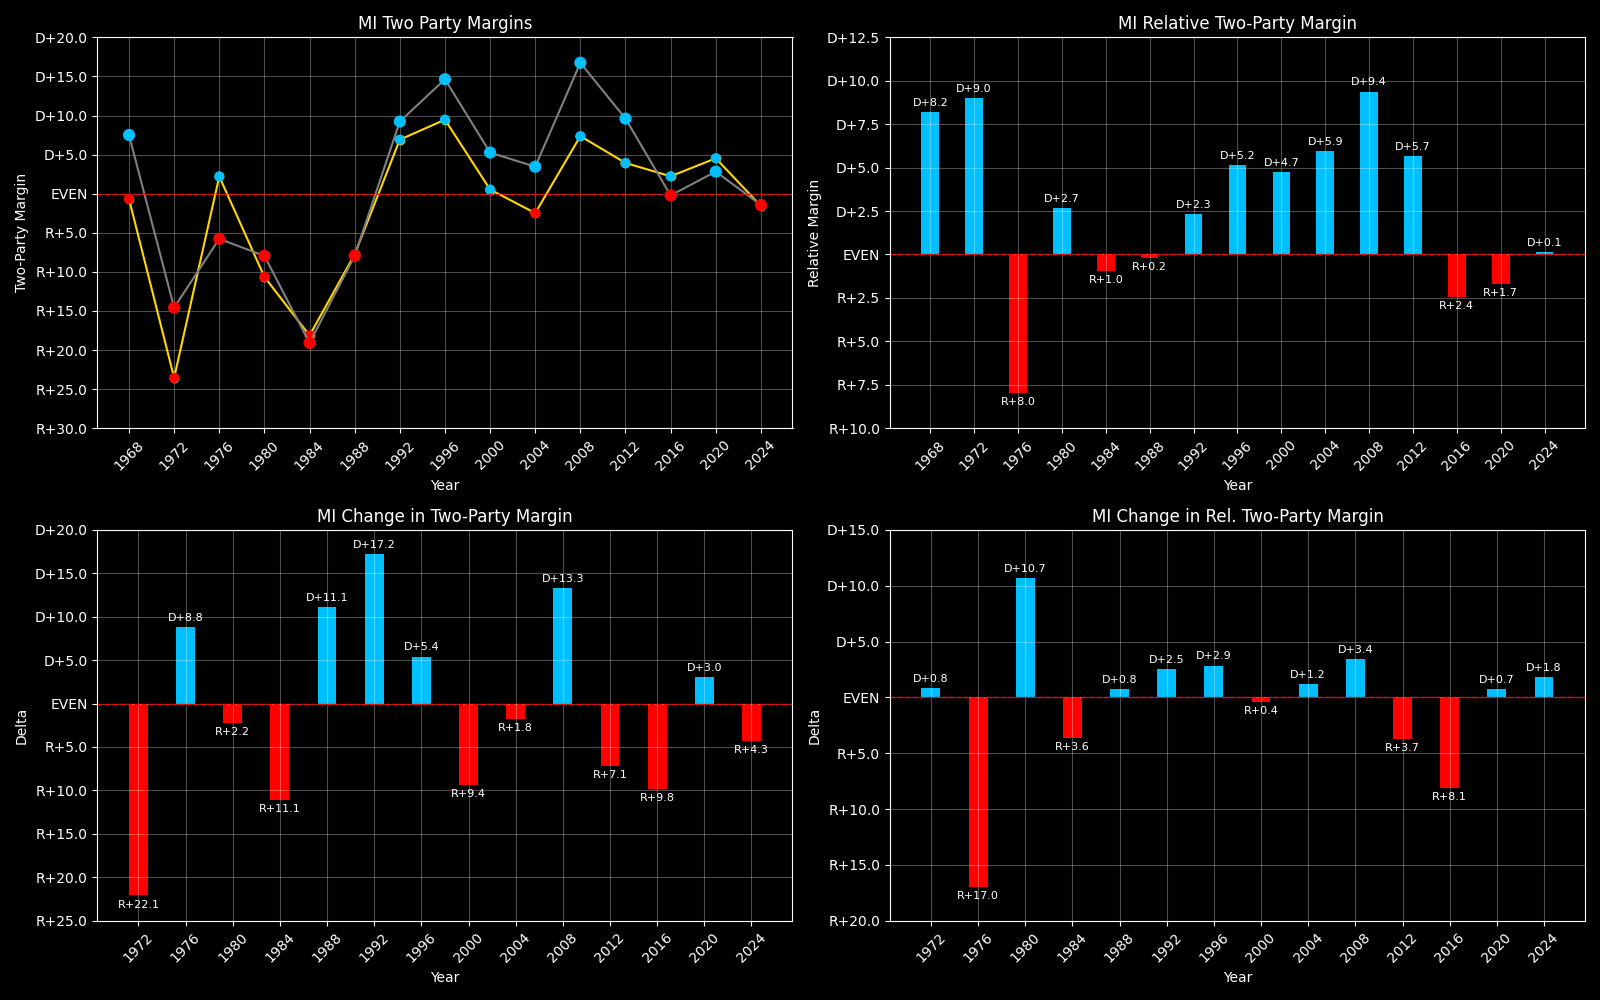 MI Two Party Margins
D+20.0
D+15.0
D+10.0
D+5.0
EVEN
R+5.0
R+10.0
R+15.0
R+20.0
R+25.0
R+30.0
Two-Party Margin
1968 1972 1976 1980 1984 1988 1992 1996 2000 2004 2008 2012 2016 2020 2024
Year
MI Relative Two-Party Margin
D+12.5
D+10.0
D+7.5
D+5.0
D+2.5
EVEN
R+2.5
R+5.0
R+7.5
R+10.0
Relative Margin
D+8.2 D+9.0 R+8.0 D+2.7 R+1.0 R+0.2 D+2.3 D+5.2 D+4.7 D+5.9 D+9.4 D+5.7 R+2.4 R+1.7 D+0.1
1968 1972 1976 1980 1984 1988 1992 1996 2000 2004 2008 2012 2016 2020 2024
Year
MI Change in Two-Party Margin
D+20.0
D+15.0
D+10.0
D+5.0
EVEN
R+5.0
R+10.0
R+15.0
R+20.0
R+25.0
Delta
R+22.1 D+8.8 R+2.2 R+11.1 D+11.1 D+17.2 D+5.4 R+9.4 R+1.8 D+13.3 R+7.1 R+9.8 D+3.0 R+4.3
1972 1976 1980 1984 1988 1992 1996 2000 2004 2008 2012 2016 2020 2024
Year
MI Change in Rel. Two-Party Margin
D+15.0
D+10.0
D+5.0
EVEN
R+5.0
R+10.0
R+15.0
R+20.0
Delta
D+0.8 R+17.0 D+10.7 R+3.6 D+0.8 D+2.5 D+2.9 R+0.4 D+1.2 D+3.4 R+3.7 R+8.1 D+0.7 D+1.8
1972 1976 1980 1984 1988 1992 1996 2000 2004 2008 2012 2016 2020 2024
Year